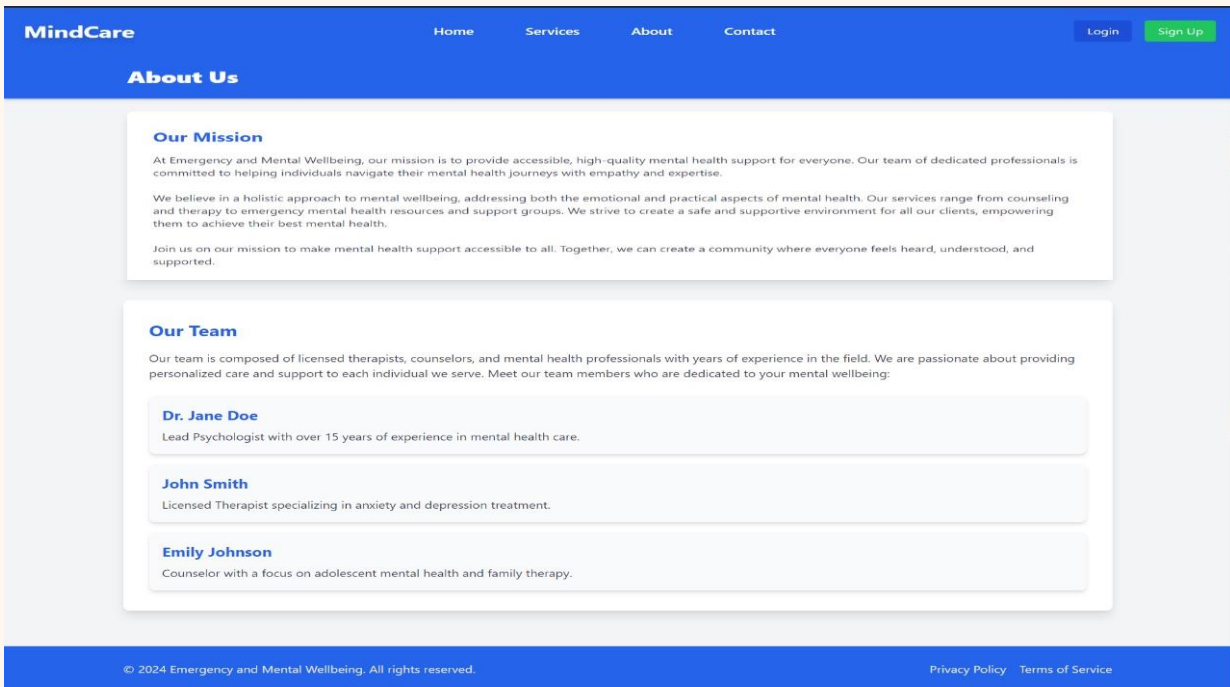 MindCare
Home Services About Contact
Login Sign Up
About Us
Our Mission
At Emergency and Mental Wellbeing, our mission is to provide accessible, high-quality mental health support for everyone. Our team of dedicated professionals is
committed to helping individuals navigate their mental health journeys with empathy and expertise.
We believe in a holistic approach to mental wellbeing, addressing both the emotional and practical aspects of mental health. Our services range from counseling
and therapy to emergency mental health resources and support groups. We strive to create a safe and supportive environment for all our clients, empowering
them to achieve their best mental health.
Join us on our mission to make mental health support accessible to all. Together, we can create a community where everyone feels heard, understood, and
supported.
Our Team
Our team is composed of licensed therapists, counselors, and mental health professionals with years of experience in the field. We are passionate about providing
personalized care and support to each individual we serve. Meet our team members who are dedicated to your mental wellbeing:
Dr. Jane Doe
Lead Psychologist with over 15 years of experience in mental health care.
John Smith
Licensed Therapist specializing in anxiety and depression treatment.
Emily Johnson
Counselor with a focus on adolescent mental health and family therapy.
© 2024 Emergency and Mental Wellbeing. All rights reserved.
Privacy Policy Terms of Service